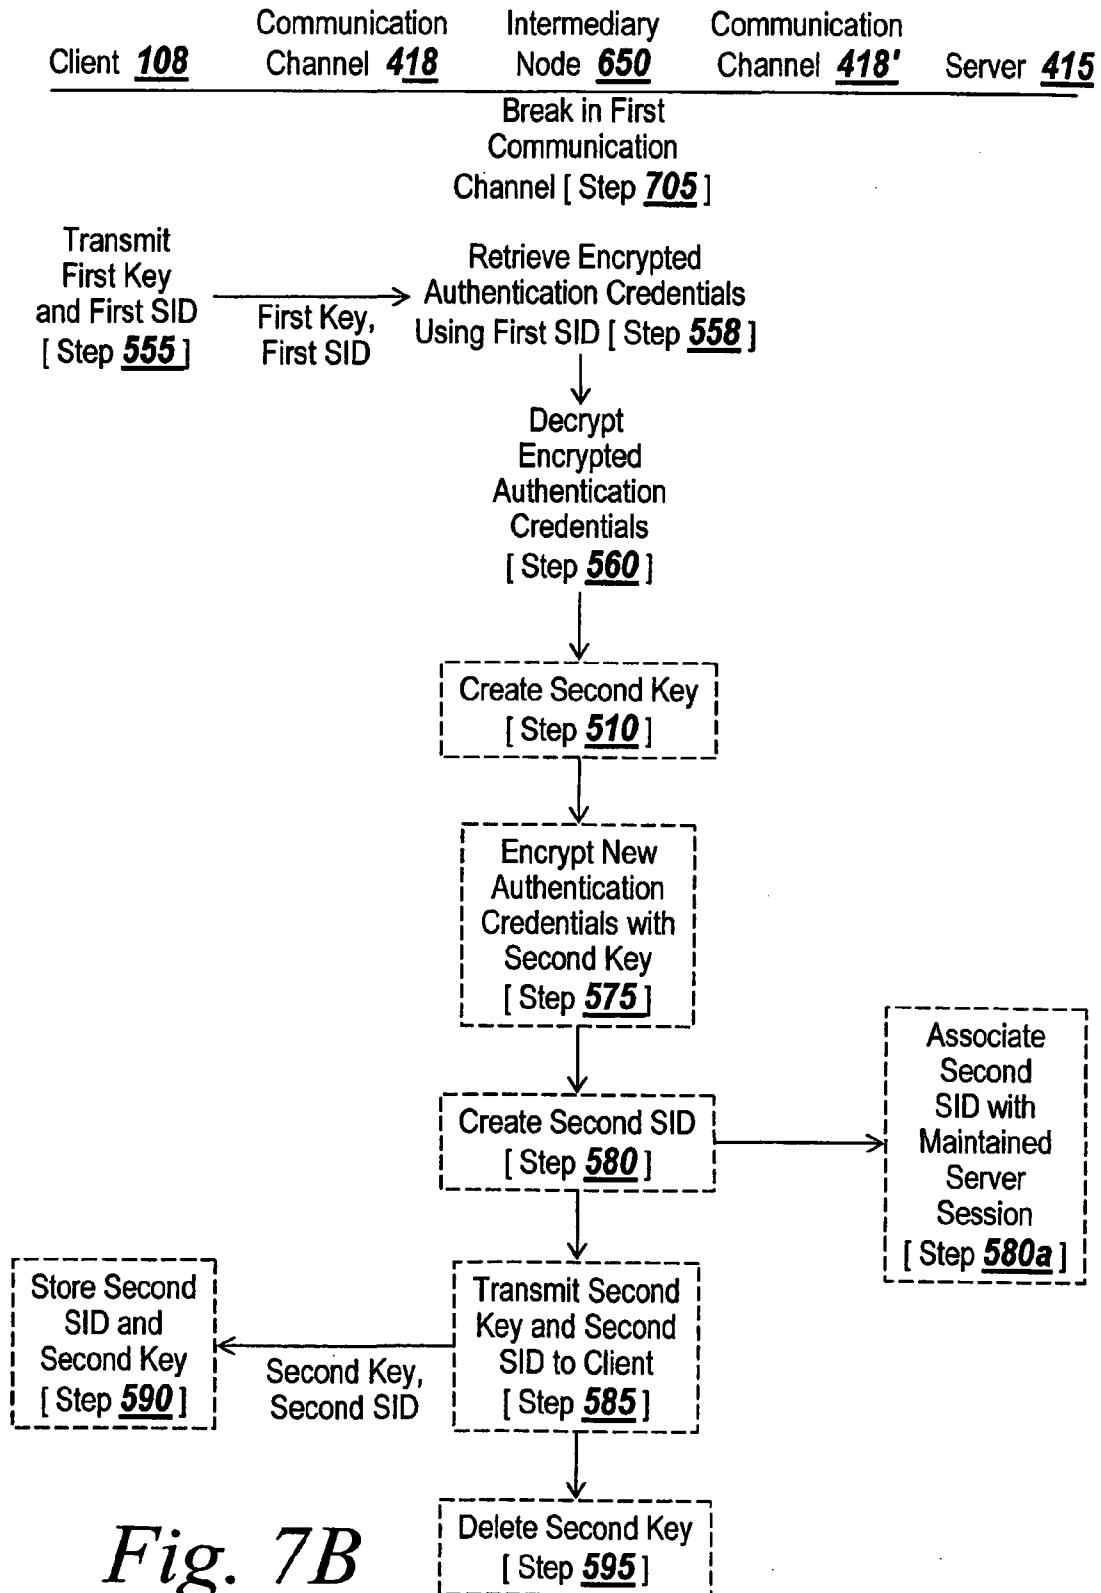 Client 108
Communication
Channel 418
Intermediary
Node 650
Communication
Channel 418'
Server 415
Break in First
Communication
Channel [ Step 705 ]
Transmit
First Key
and First SID
[ Step 555 ]
First Key,
First SID
Retrieve Encrypted
Authentication Credentials
Using First SID [ Step 558 ]
Decrypt
Encrypted
Authentication
Credentials
[ Step 560 ]
Create Second Key
[ Step 510 ]
Encrypt New
Authentication
Credentials with
Second Key
[ Step 575 ]
Create Second SID
[ Step 580 ]
Associate
Second
SID with
Maintained
Server
Session
[ Step 580a ]
Transmit Second
Key and Second
SID to Client
[ Step 585 ]
Second Key,
Second SID
Store Second
SID and
Second Key
[ Step 590 ]
Delete Second Key
[ Step 595 ]
Fig. 7B